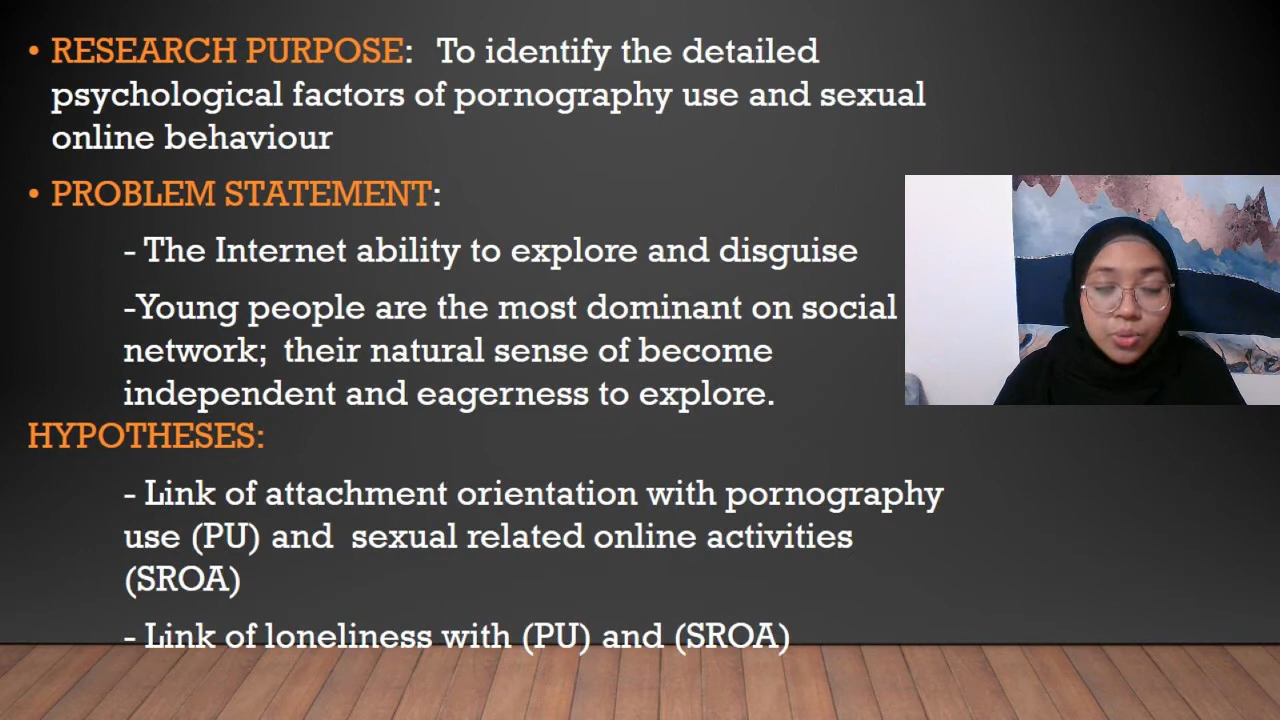 • RESEARCH PURPOSE: To identify the detailed
psychological factors of pornography use and sexual
online behaviour
• PROBLEM STATEMENT:
- The Internet ability to explore and disguise
-Young people are the most dominant on social
network; their natural sense of become
independent and eagerness to explore.
HYPOTHESES:
- Link of attachment orientation with pornography
use (PU) and sexual related online activities
(SROA)
- Link of loneliness with (PU) and (SROA)